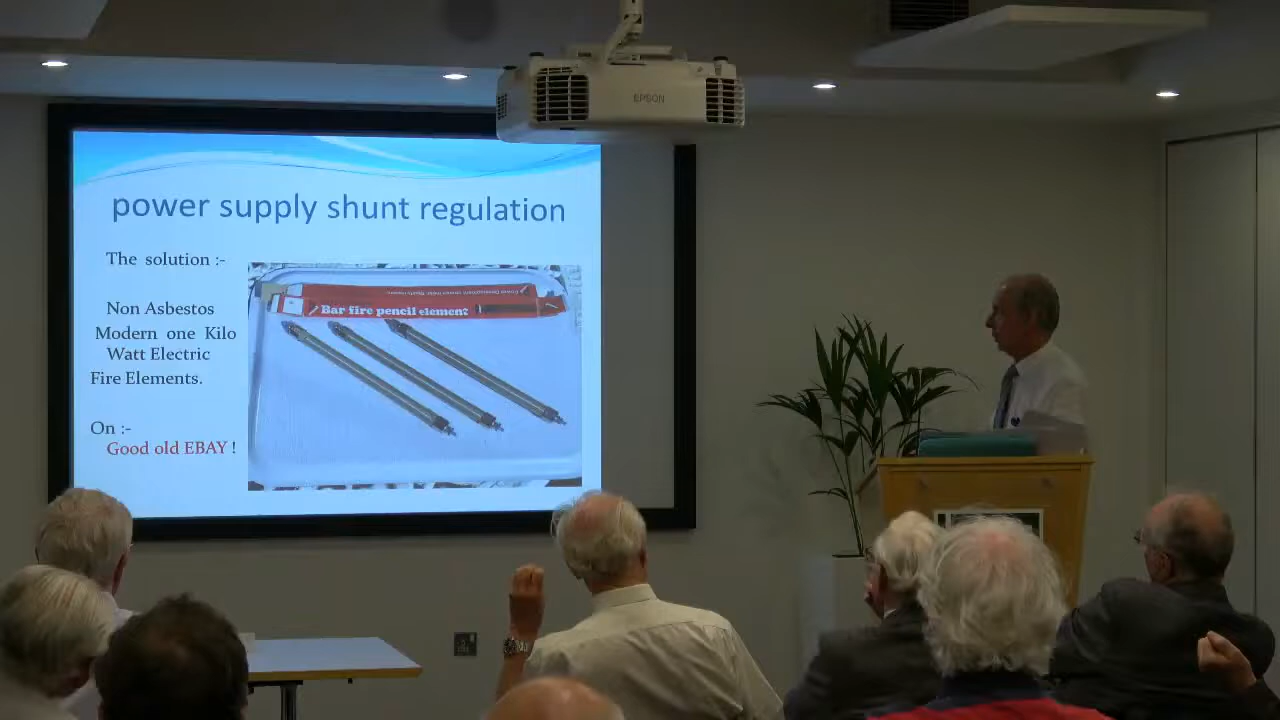 EPSON
power supply shunt regulation
The solution :-
Non Asbestos
Modern one Kilo
Watt Electric
Fire Elements.
On :-
Good old EBAY !
Bar fire pencil element